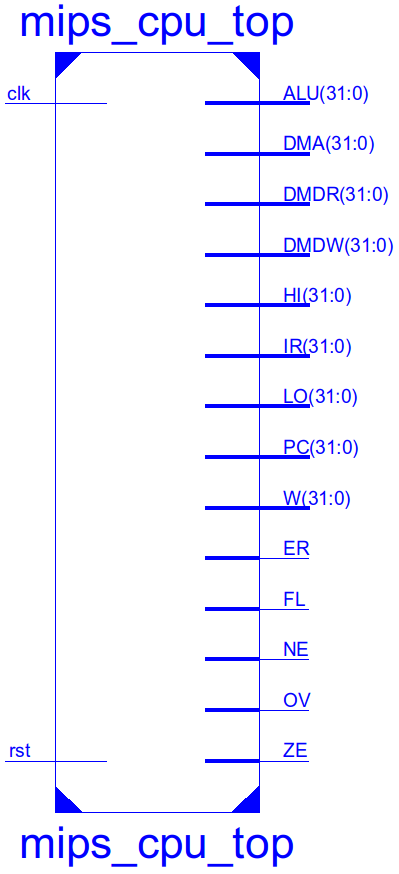 mips_cpu_top
clk
ALU(31:0)
DMA(31:0)
DMDR(31:0)
DMDW(31:0)
HI(31:0)
IR(31:0)
LO(31:0)
PC(31:0)
W(31:0)
ER
FL
NE
OV
rst
ZE
mips_cpu_top